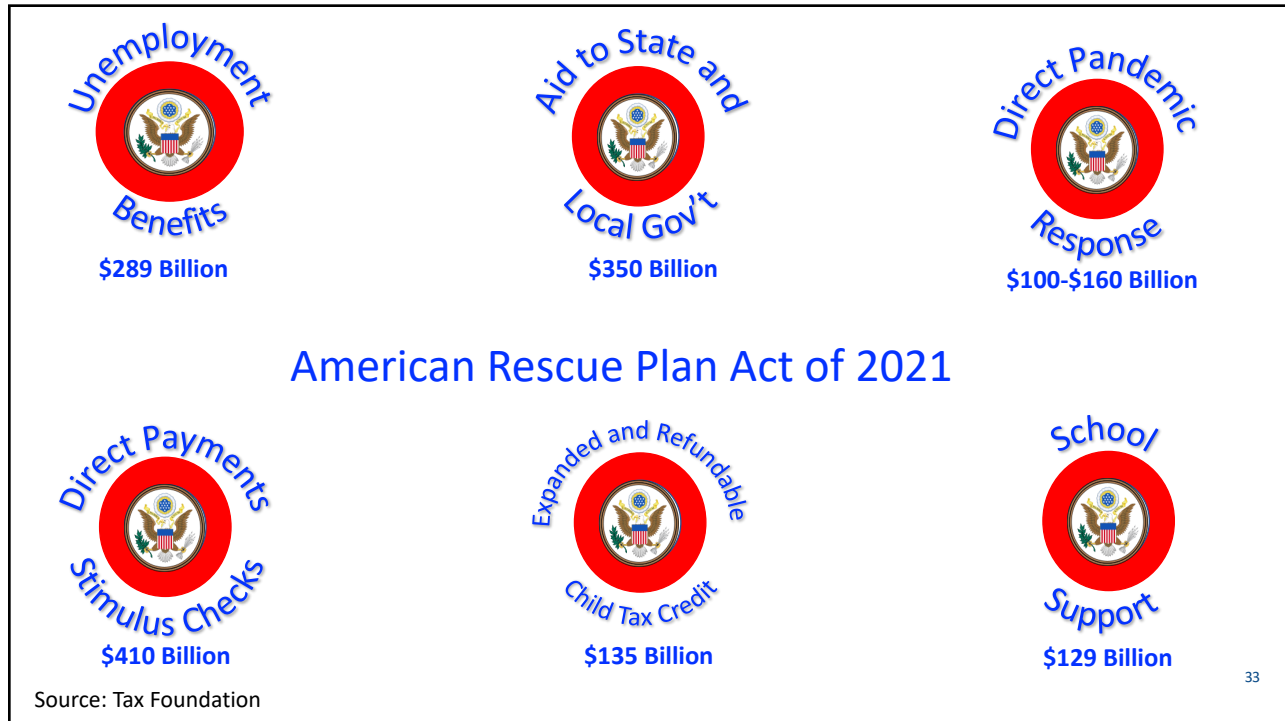 Unemployment
Benefits
$289 Billion
Aid to State and
Local Gov't
$350 Billion
Direct Pandemic
Response
$100-$160 Billion
American Rescue Plan Act of 2021
Direct Payments
Stimulus Checks
$410 Billion
Expanded and Refundable
Child Tax Credit
$135 Billion
School
Support
$129 Billion
33
Source: Tax Foundation